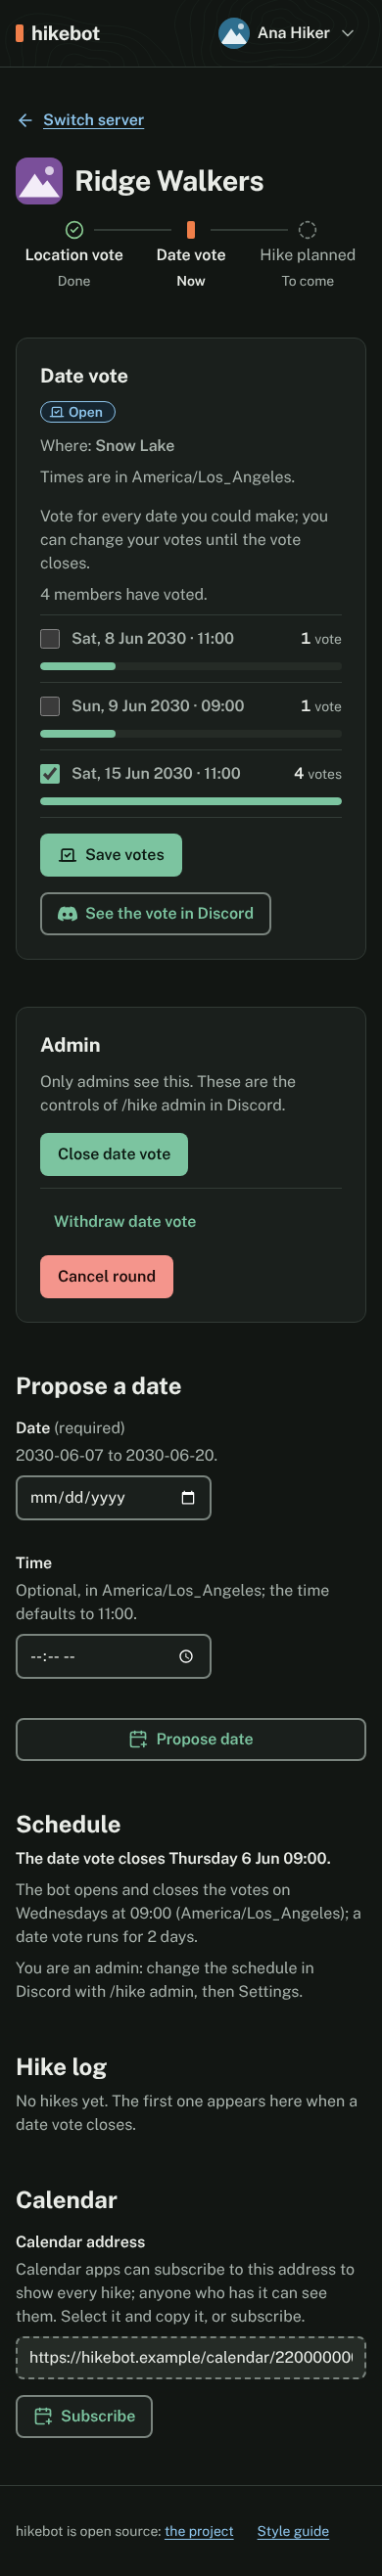 hikebot
Ana Hiker
Switch server
Ridge Walkers
Location vote
Date vote
Hike planned
Done
Now
To come
Date vote
Open
Where: Snow Lake
Times are in America/Los_Angeles.
Vote for every date you could make; you
can change your votes until the vote
closes.
4 members have voted.
Sat, 8 Jun 2030 · 11:00
1 vote
Sun, 9 Jun 2030 · 09:00
1 vote
Sat, 15 Jun 2030 · 11:00
4 votes
Save votes
See the vote in Discord
Admin
Only admins see this. These are the
controls of /hike admin in Discord.
Close date vote
Withdraw date vote
Cancel round
Propose a date
Date (required)
2030-06-07 to 2030-06-20.
mm/dd/yyyy
Time
Optional, in America/Los_Angeles; the time
defaults to 11:00.
--:-- --
Propose date
Schedule
The date vote closes Thursday 6 Jun 09:00.
The bot opens and closes the votes on
Wednesdays at 09:00 (America/Los_Angeles); a
date vote runs for 2 days.
You are an admin: change the schedule in
Discord with /hike admin, then Settings.
Hike log
No hikes yet. The first one appears here when a
date vote closes.
Calendar
Calendar address
Calendar apps can subscribe to this address to
show every hike; anyone who has it can see
them. Select it and copy it, or subscribe.
https://hikebot.example/calendar/220000000
Subscribe
hikebot is open source: the project
Style guide